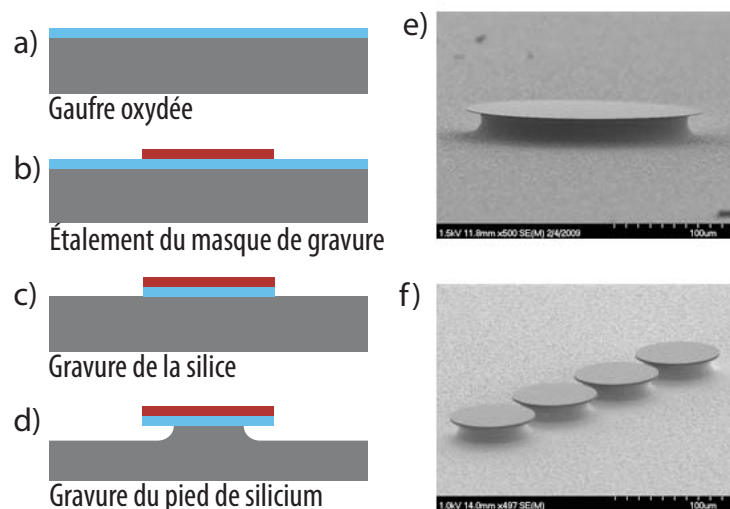 a)
Gaufre oxydée
b)
Étalement du masque de gravure
c)
Gravure de la silice
d)
Gravure du pied de silicium
e)
1.5kV 11.8mm x500 SE(M) 2/4/2009
100um
f)
1.0kV 14.0mm x497 SE(M)
100um